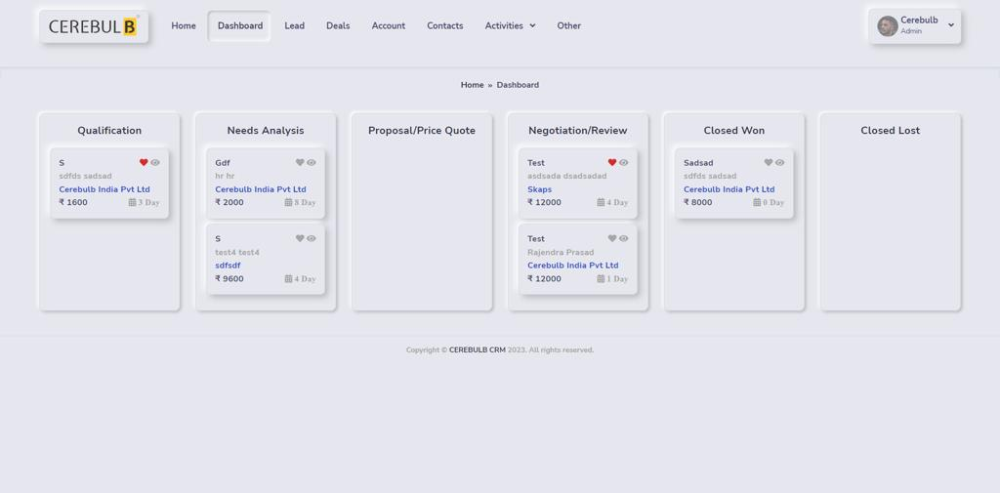 CEREBULB
Home
Dashboard
Lead
Deals
Account
Contacts
Activities
Other
Cerebulb
Admin
Home » Dashboard
Qualification
S
sdfds sadsad
Cerebulb India Pvt Ltd
₹ 1600
3 Day
Needs Analysis
Gdf
hr hr
Cerebulb India Pvt Ltd
₹ 2000
8 Day
S
test4 test4
sdfsdf
₹ 9600
4 Day
Proposal/Price Quote
Negotiation/Review
Test
asdsada dsadsadad
Skaps
₹ 12000
4 Day
Test
Rajendra Prasad
Cerebulb India Pvt Ltd
₹ 12000
1 Day
Closed Won
Sadsad
sdfds sadsad
Cerebulb India Pvt Ltd
₹ 8000
0 Day
Closed Lost
Copyright © CEREBULB CRM 2023. All rights reserved.